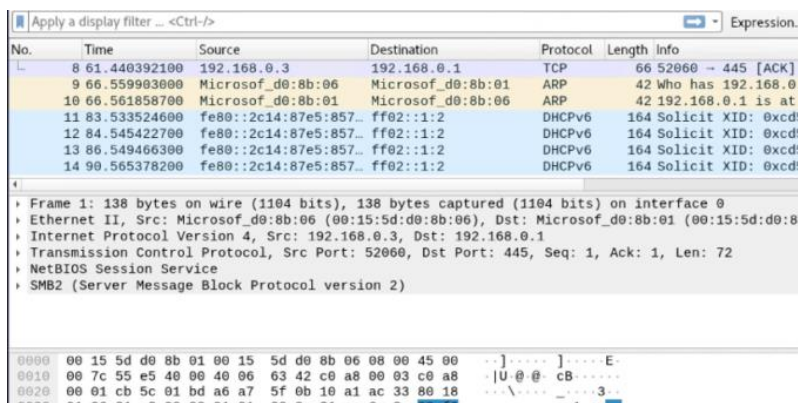 Apply a display filter ... <Ctrl-/> Expression.
No. Time Source Destination Protocol Length Info
8 61.440392100 192.168.0.3 192.168.0.1 TCP 66 52060 → 445 [ACK]
9 66.559903000 Microsof_d0:8b:06 Microsof_d0:8b:01 ARP 42 Who has 192.168.0
10 66.561858700 Microsof_d0:8b:01 Microsof_d0:8b:06 ARP 42 192.168.0.1 is at
11 83.533524600 fe80::2c14:87e5:857… ff02::1:2 DHCPv6 164 Solicit XID: 0xcd5
12 84.545422700 fe80::2c14:87e5:857… ff02::1:2 DHCPv6 164 Solicit XID: 0xcd5
13 86.549466300 fe80::2c14:87e5:857… ff02::1:2 DHCPv6 164 Solicit XID: 0xcd5
14 90.565378200 fe80::2c14:87e5:857… ff02::1:2 DHCPv6 164 Solicit XID: 0xcd5
Frame 1: 138 bytes on wire (1104 bits), 138 bytes captured (1104 bits) on interface 0
Ethernet II, Src: Microsof_d0:8b:06 (00:15:5d:d0:8b:06), Dst: Microsof_d0:8b:01 (00:15:5d:d0:8
Internet Protocol Version 4, Src: 192.168.0.3, Dst: 192.168.0.1
Transmission Control Protocol, Src Port: 52060, Dst Port: 445, Seq: 1, Ack: 1, Len: 72
NetBIOS Session Service
SMB2 (Server Message Block Protocol version 2)
0000 00 15 5d d0 8b 01 00 15 5d d0 8b 06 08 00 45 00 ··]····· ]·····E·
0010 00 7c 55 e5 40 00 40 06 63 42 c0 a8 00 03 c0 a8 ·|U·@·@· cB······
0020 00 01 cb 5c 01 bd a6 a7 5f 0b 10 a1 ac 33 80 18 ···\···· _····3··